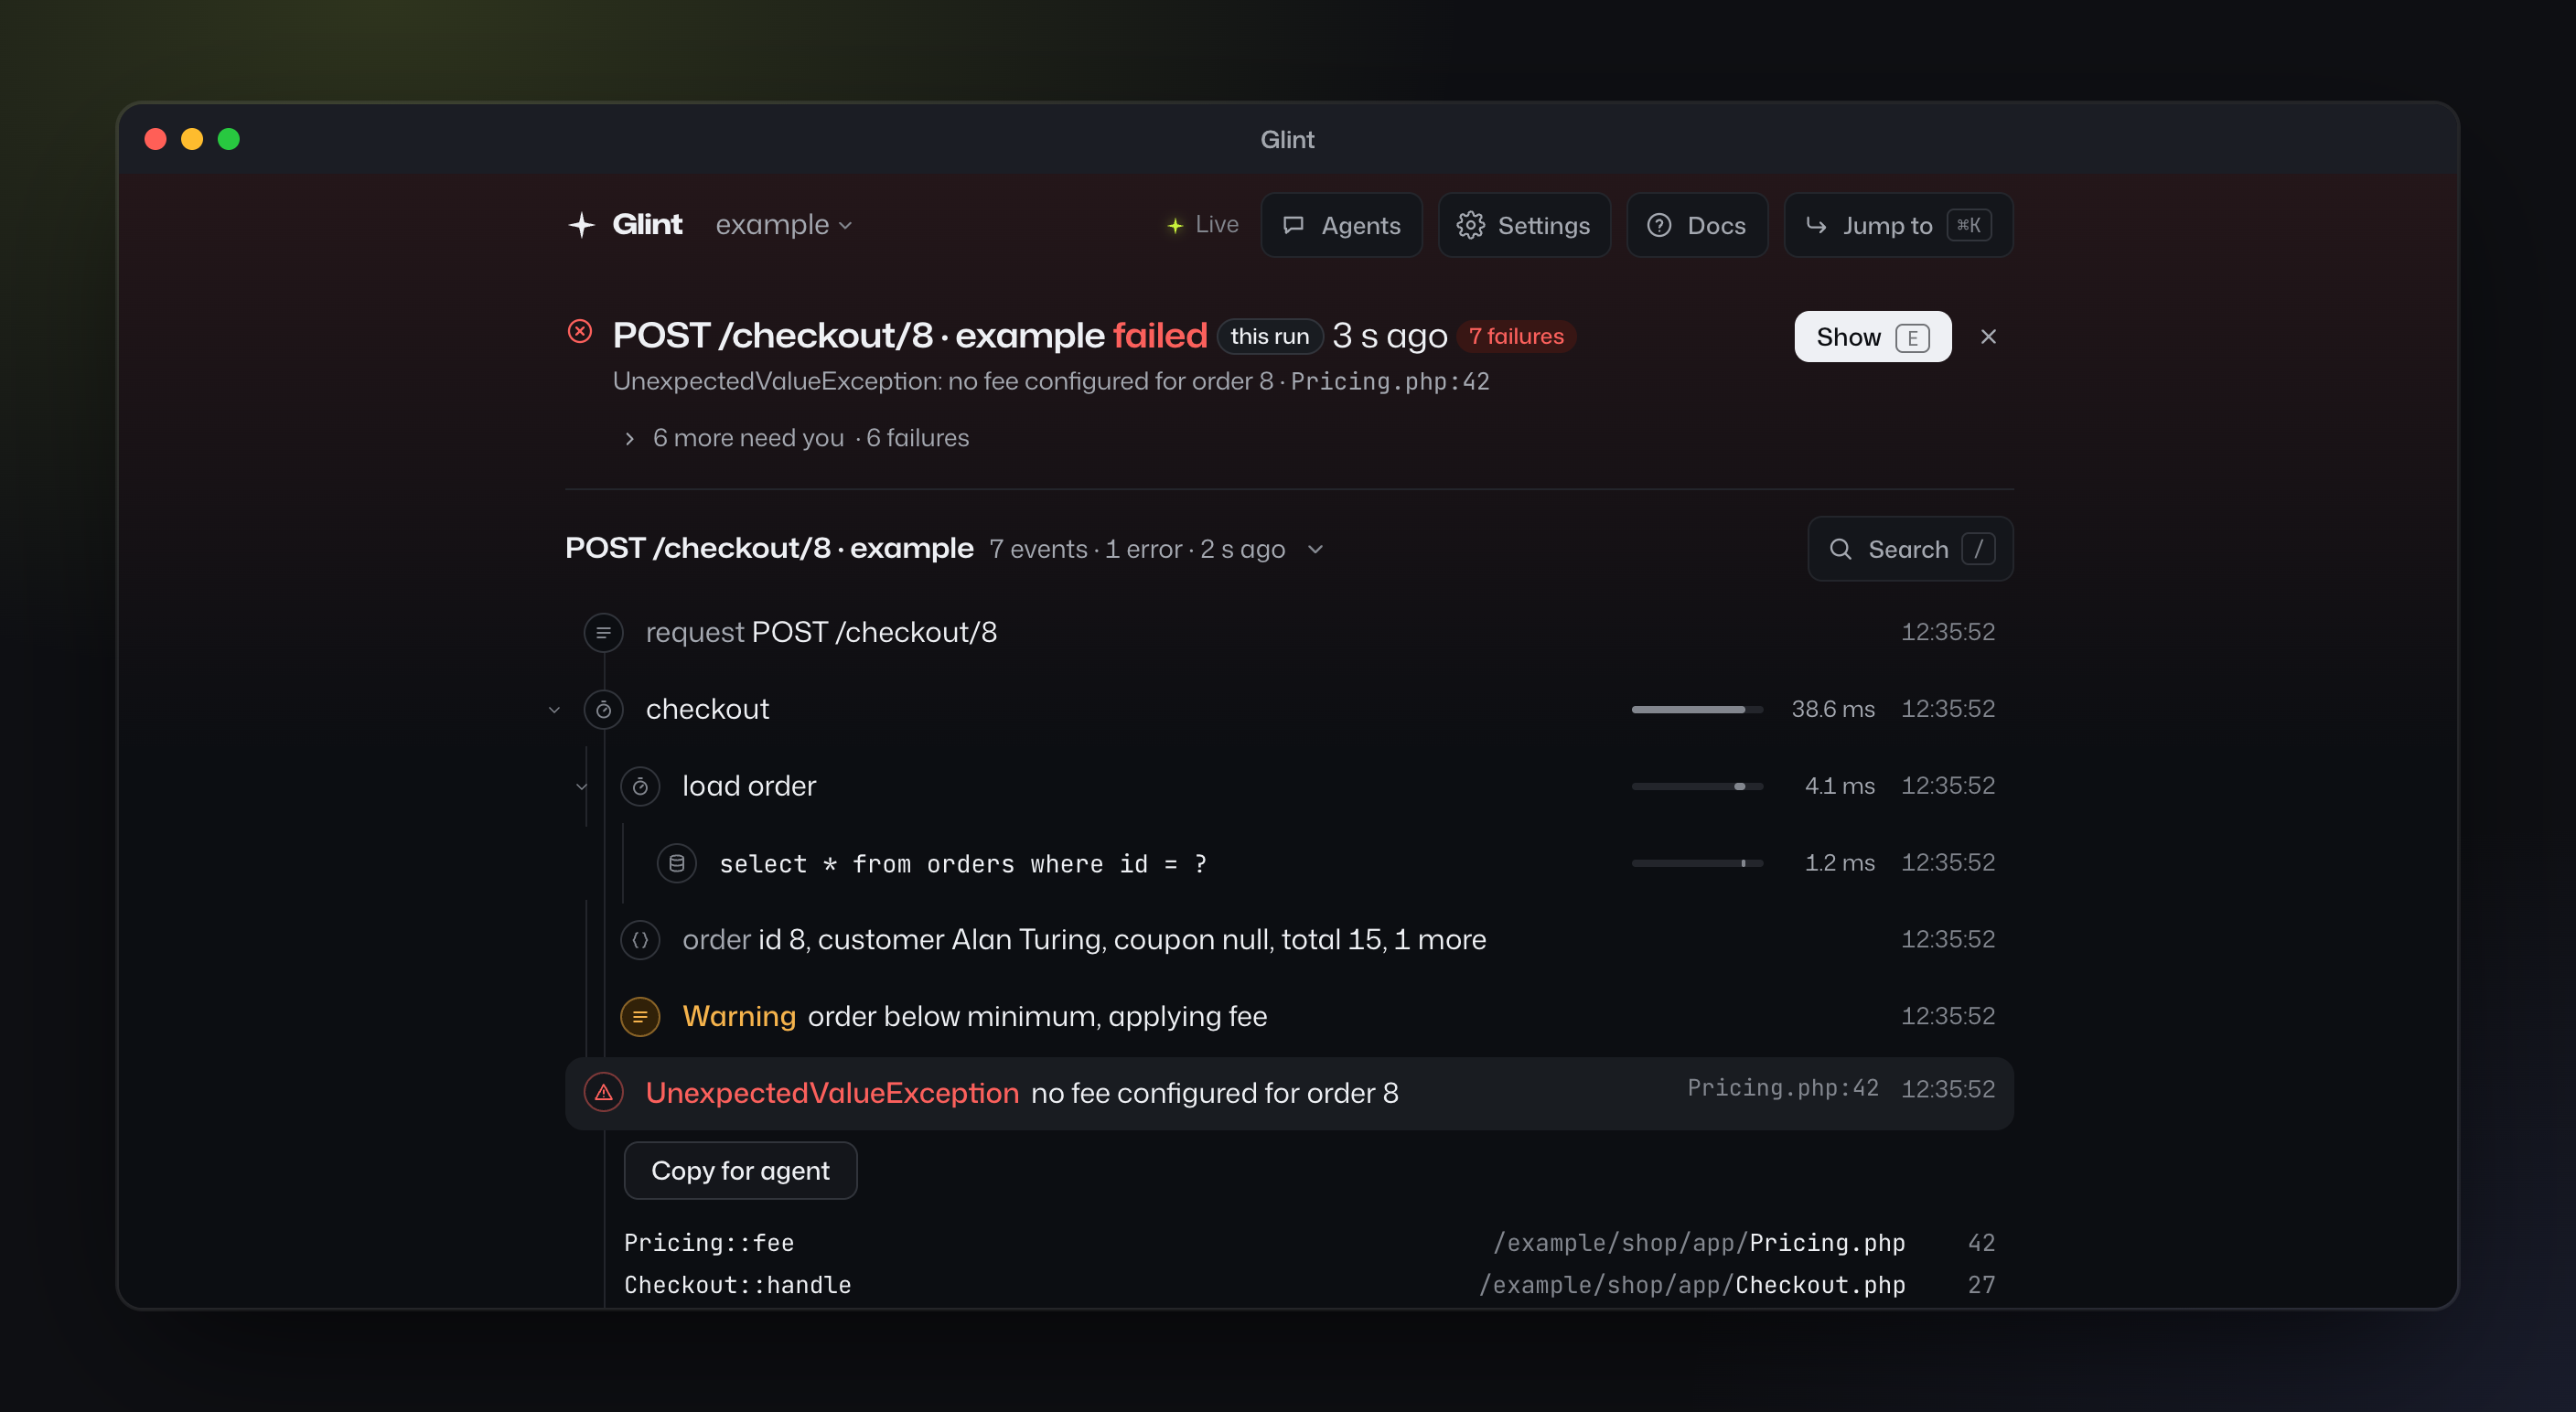 Glint
Glint example Live Agents Settings Docs Jump to ⌘K
POST /checkout/8 · example failed this run 3 s ago 7 failures Show E
UnexpectedValueException: no fee configured for order 8 · Pricing.php:42
6 more need you · 6 failures
POST /checkout/8 · example 7 events · 1 error · 2 s ago Search /
request POST /checkout/8 12:35:52
checkout 38.6 ms 12:35:52
load order 4.1 ms 12:35:52
select * from orders where id = ? 1.2 ms 12:35:52
order id 8, customer Alan Turing, coupon null, total 15, 1 more 12:35:52
Warning order below minimum, applying fee 12:35:52
UnexpectedValueException no fee configured for order 8 Pricing.php:42 12:35:52
Copy for agent
Pricing::fee /example/shop/app/Pricing.php 42
Checkout::handle /example/shop/app/Checkout.php 27